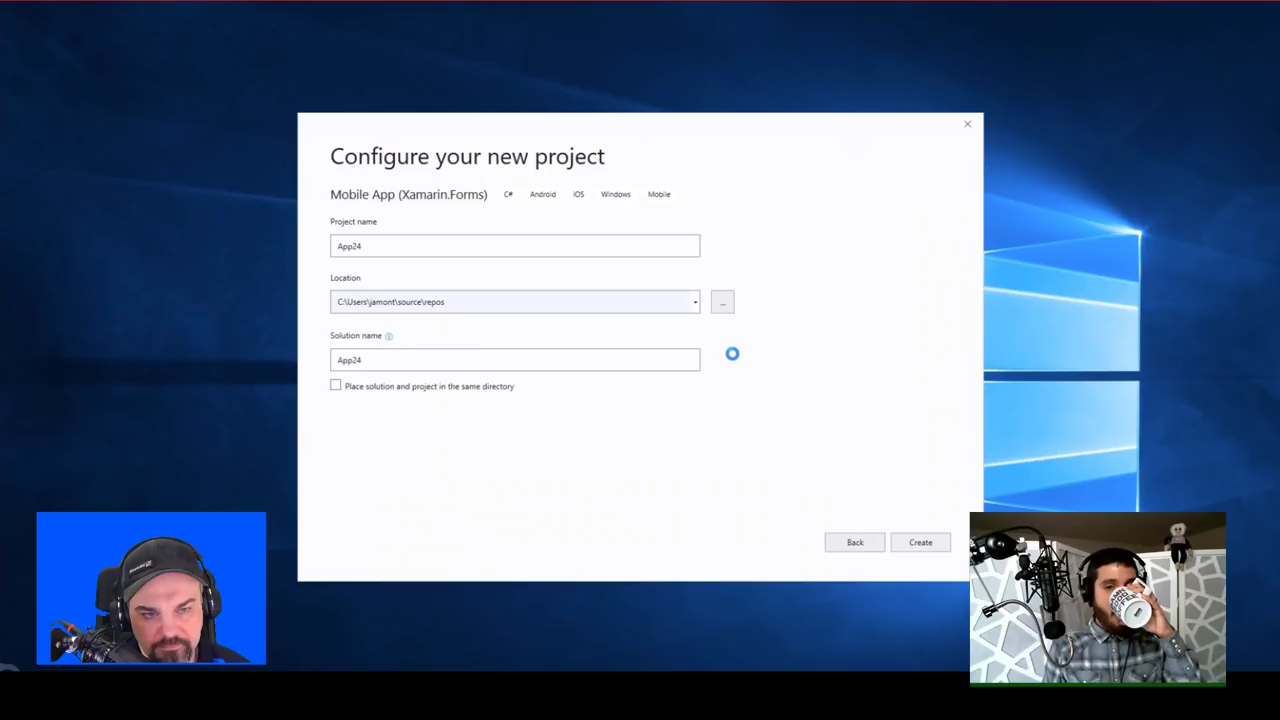 Configure your new project
Mobile App (Xamarin.Forms) C# Android iOS Windows Mobile
Project name
App24
Location
C:\Users\jamont\source\repos
...
Solution name
App24
Place solution and project in the same directory
Back Create